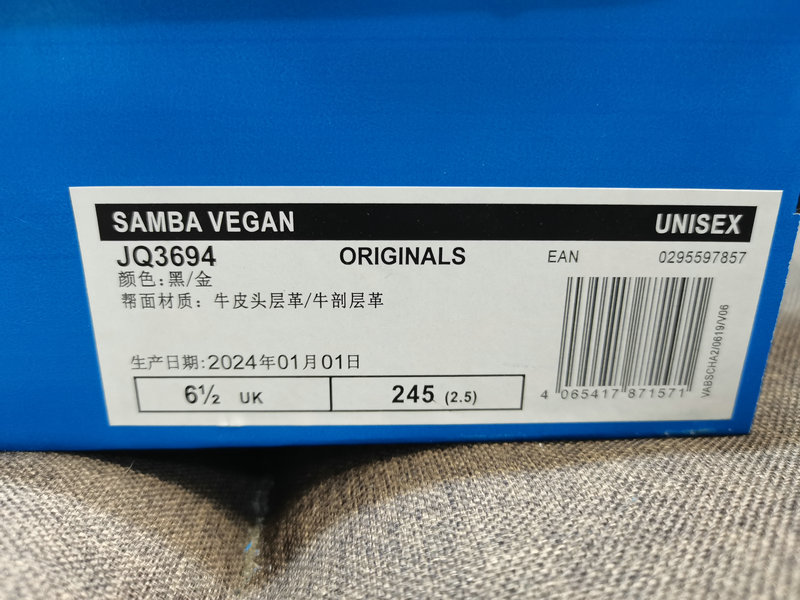 SAMBA VEGAN UNISEX
JQ3694 ORIGINALS EAN 0295597857
颜色:黑/金
帮面材质: 牛皮头层革/牛剖层革
生产日期:2024年01月01日
6½ UK 245 (2.5)
4 065417 871571
VABSCHA2/0619/V06